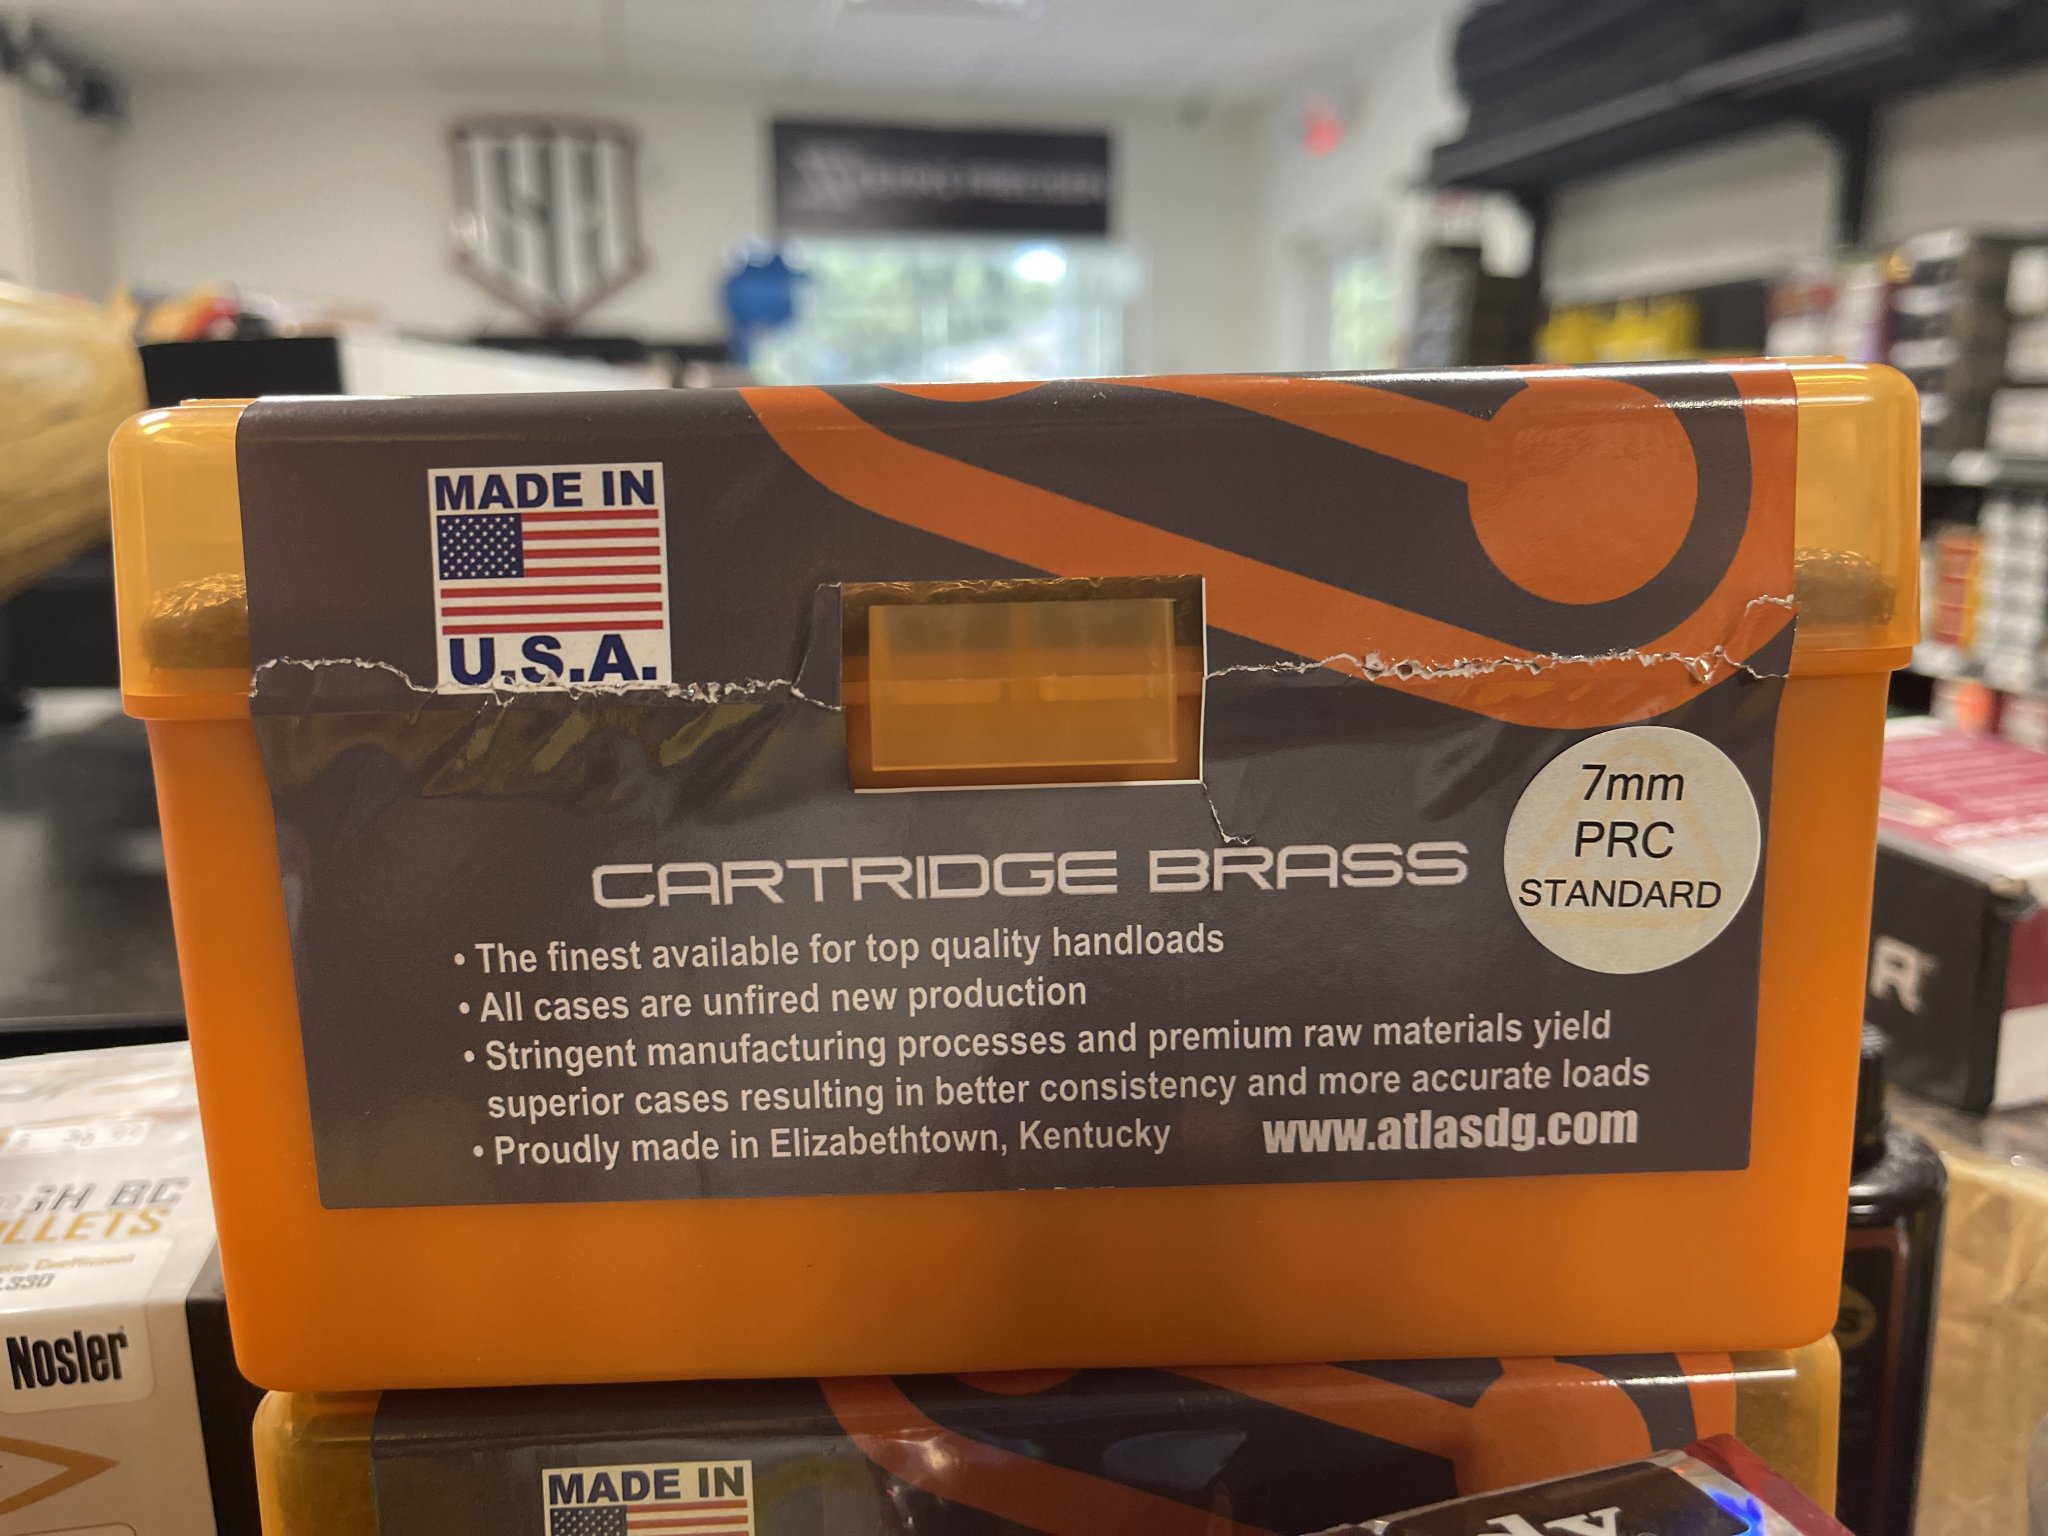 MADE IN
U.S.A.
7mm
PRC
STANDARD
CARTRIDGE BRASS
• The finest available for top quality handloads
• All cases are unfired new production
• Stringent manufacturing processes and premium raw materials yield
superior cases resulting in better consistency and more accurate loads
• Proudly made in Elizabethtown, Kentucky
www.atlasdg.com
BC
Nosler
R
MADE IN